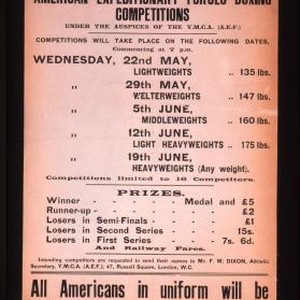 AMERICAN EXPEDITIONARY FORCES BOXING
COMPETITIONS
UNDER THE AUSPICES OF THE Y.M.C.A. (A.E.F.)
COMPETITIONS WILL TAKE PLACE ON THE FOLLOWING DATES,
Commencing at 7 p.m.
WEDNESDAY, 22nd MAY,
LIGHTWEIGHTS .. 135 lbs.
" 29th MAY,
WELTERWEIGHTS .. 147 lbs.
" 5th JUNE,
MIDDLEWEIGHTS .. 160 lbs.
" 12th JUNE,
LIGHT HEAVYWEIGHTS .. 175 lbs.
" 19th JUNE,
HEAVYWEIGHTS (Any weight).
Competitions limited to 16 Competitors.
PRIZES.
Winner - - - Medal and £5
Runner-up - - - £2
Losers in Semi-Finals - £1
Losers in Second Series - 15s.
Losers in First Series - 7s. 6d.
And Railway Fares.
Intending competitors are requested to send their names to Mr. F. W. DIXON, Athletic
Secretary, Y.M.C.A. (A.E.F.), 47, Russell Square, London, W.C.
All Americans in uniform will be